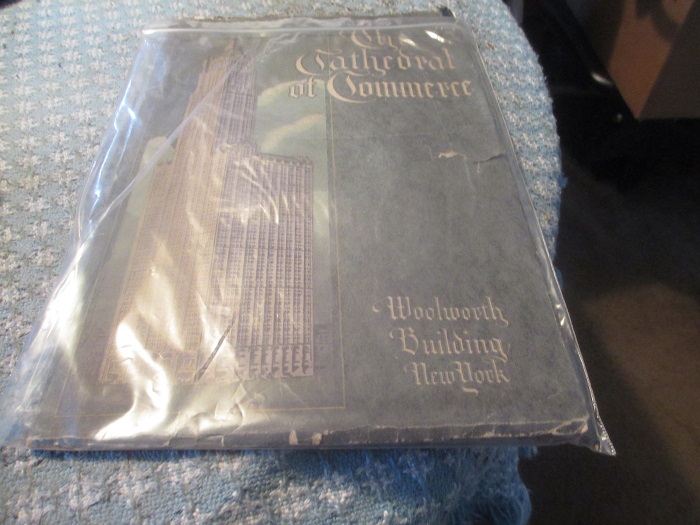 The
Cathedral
of Commerce
Woolworth
Building
New York